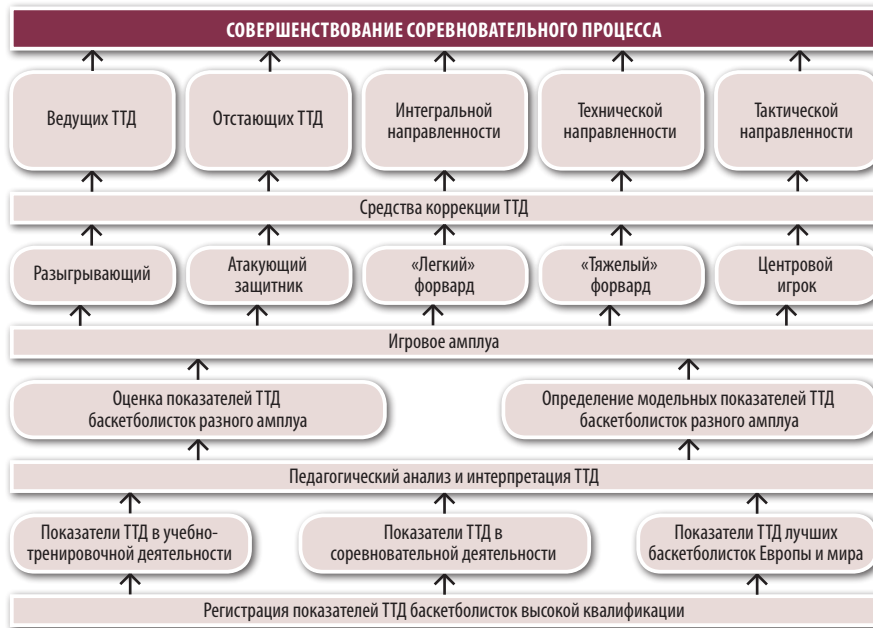 СОВЕРШЕНСТВОВАНИЕ СОРЕВНОВАТЕЛЬНОГО ПРОЦЕССА
Ведущих ТТД
Отстающих ТТД
Интегральной
направленности
Технической
направленности
Тактической
направленности
Средства коррекции ТТД
Разыгрывающий
Атакующий
защитник
«Легкий»
форвард
«Тяжелый»
форвард
Центровой
игрок
Игровое амплуа
Оценка показателей ТТД
баскетболисток разного амплуа
Определение модельных показателей ТТД
баскетболисток разного амплуа
Педагогический анализ и интерпретация ТТД
Показатели ТТД в учебно-
тренировочной деятельности
Показатели ТТД в
соревновательной деятельности
Показатели ТТД лучших
баскетболисток Европы и мира
Регистрация показателей ТТД баскетболисток высокой квалификации